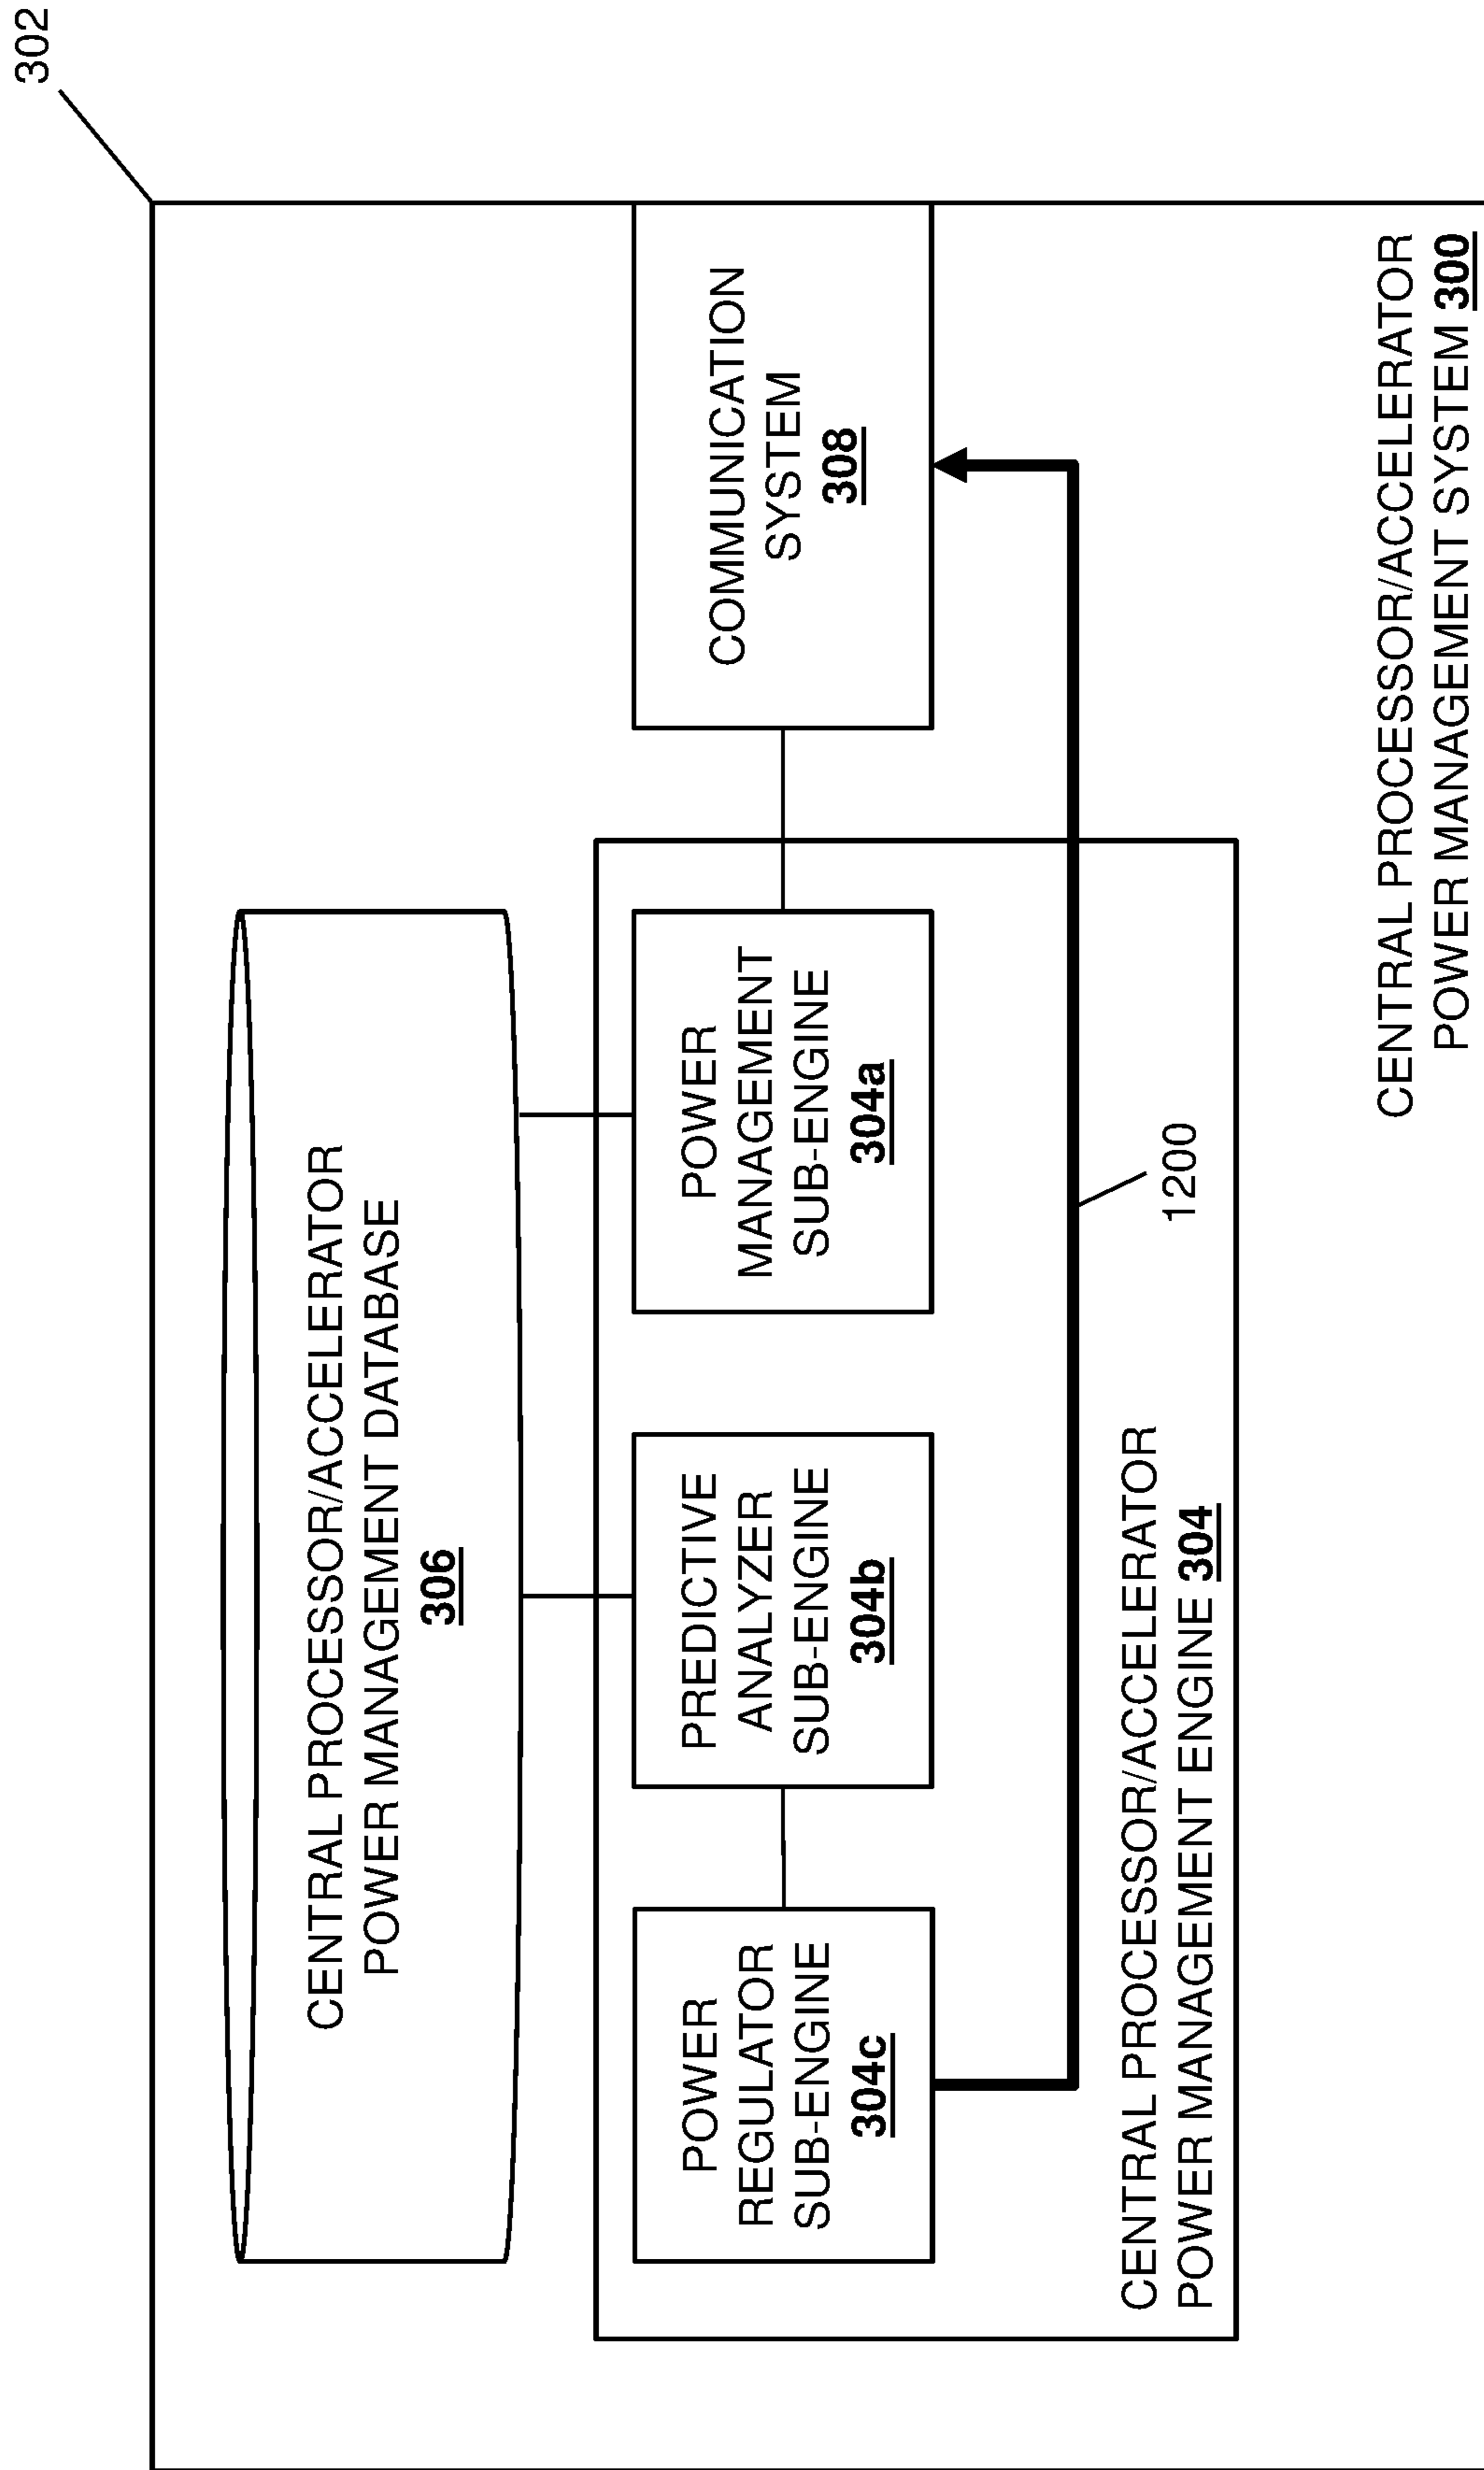 302
CENTRAL PROCESSOR/ACCELERATOR
POWER MANAGEMENT DATABASE
306
POWER
REGULATOR
SUB-ENGINE
304c
PREDICTIVE
ANALYZER
SUB-ENGINE
304b
POWER
MANAGEMENT
SUB-ENGINE
304a
COMMUNICATION
SYSTEM
308
1200
CENTRAL PROCESSOR/ACCELERATOR
POWER MANAGEMENT ENGINE 304
CENTRAL PROCESSOR/ACCELERATOR
POWER MANAGEMENT SYSTEM 300